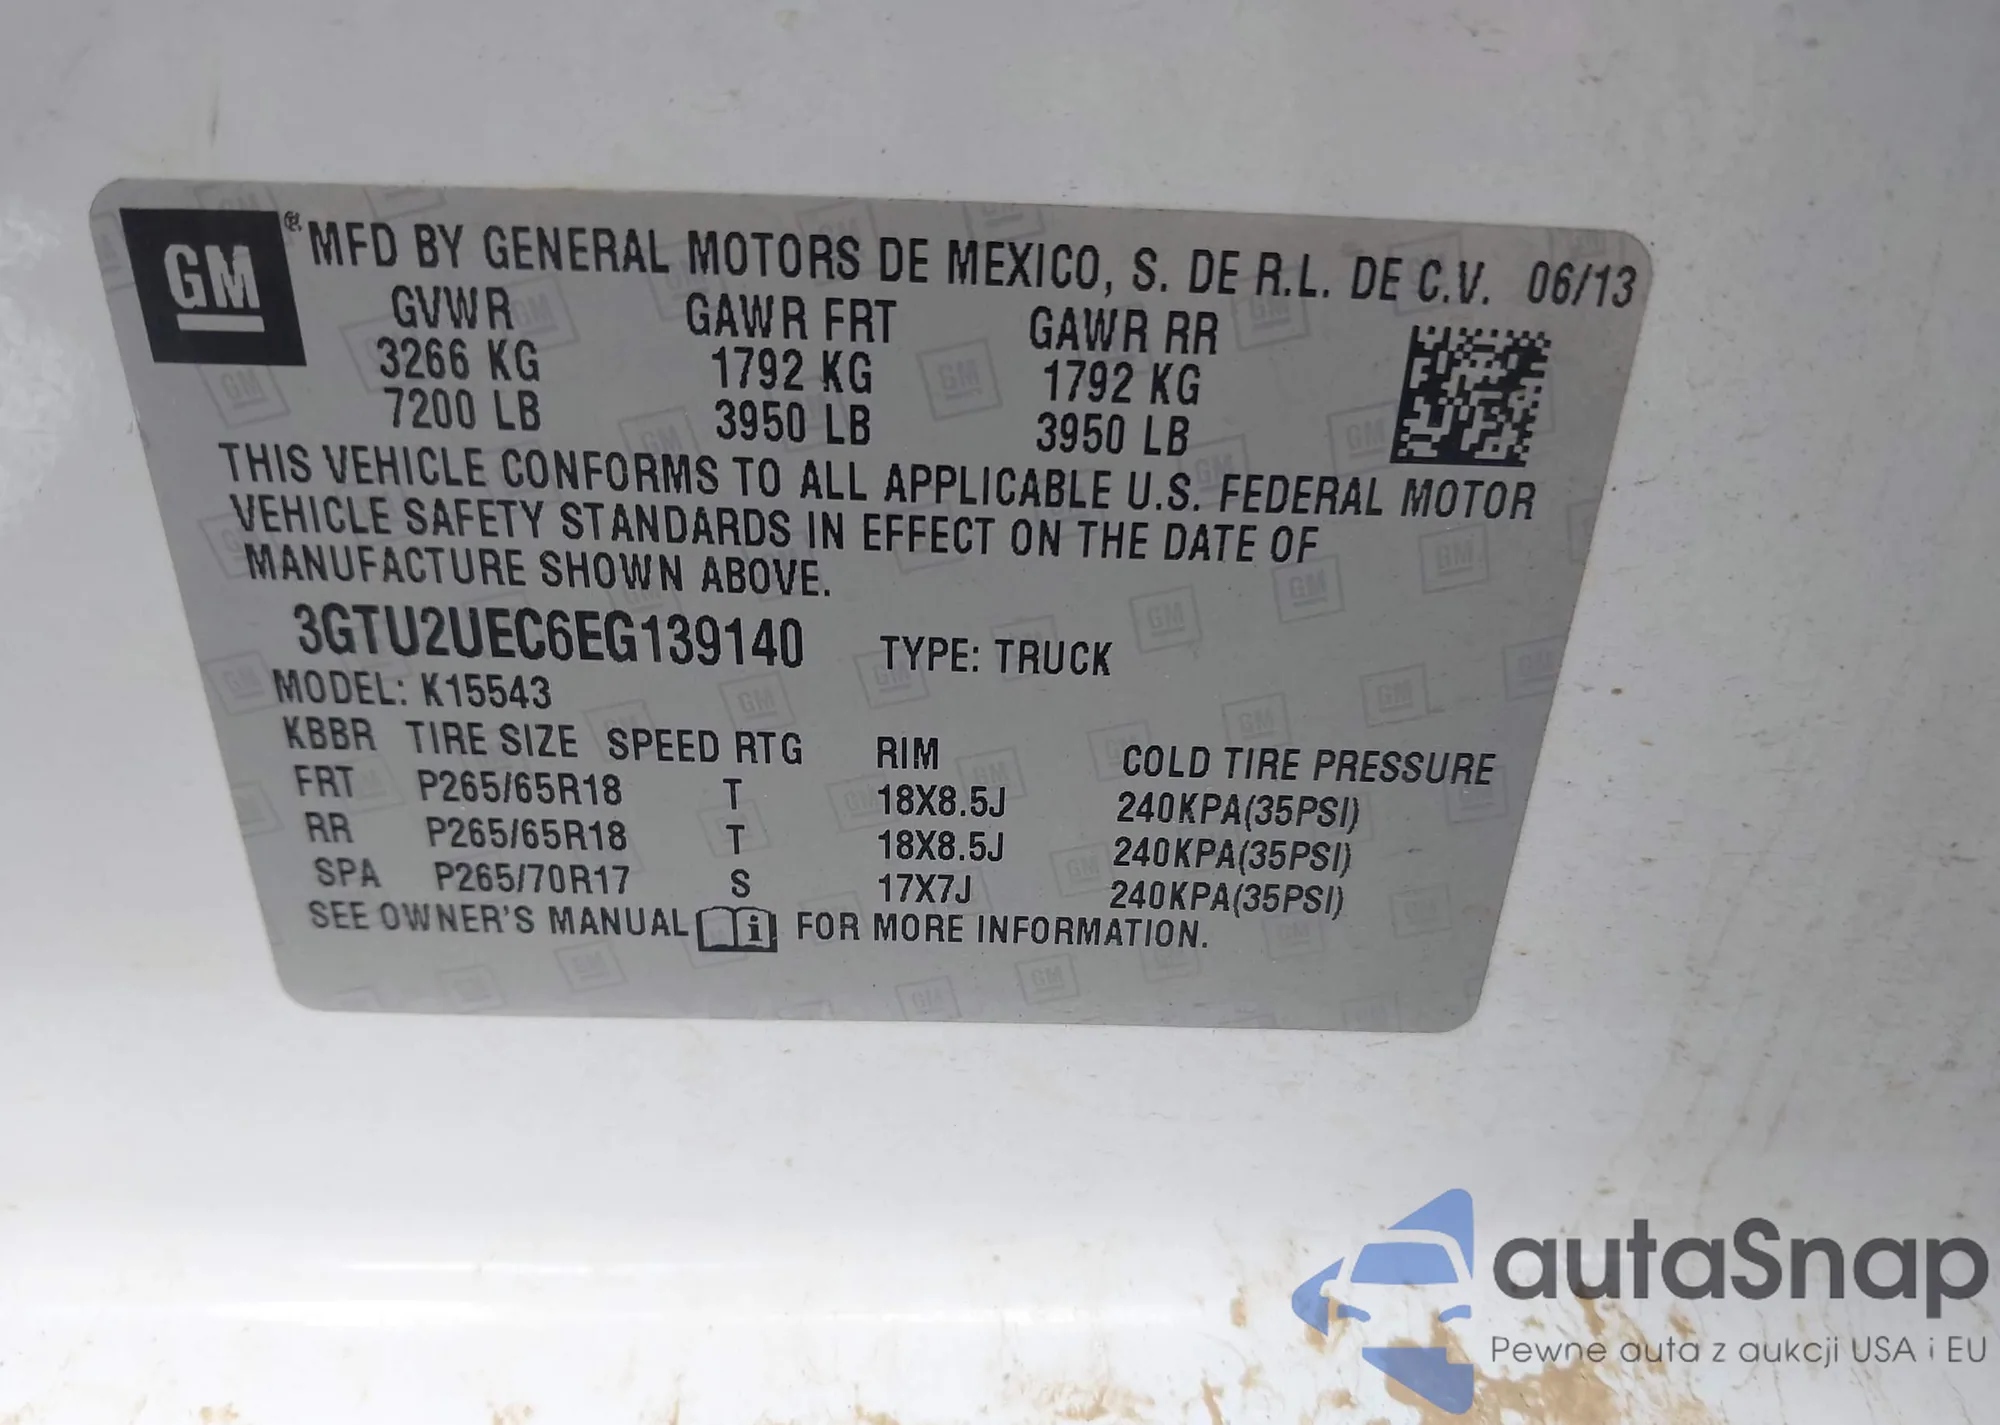 GM ® MFD BY GENERAL MOTORS DE MEXICO, S. DE R.L. DE C.V. 06/13
GVWR GAWR FRT GAWR RR
3266 KG 1792 KG 1792 KG
7200 LB 3950 LB 3950 LB
THIS VEHICLE CONFORMS TO ALL APPLICABLE U.S. FEDERAL MOTOR
VEHICLE SAFETY STANDARDS IN EFFECT ON THE DATE OF
MANUFACTURE SHOWN ABOVE.
3GTU2UEC6EG139140 TYPE: TRUCK
MODEL: K15543
KBBR TIRE SIZE SPEED RTG RIM COLD TIRE PRESSURE
FRT P265/65R18 T 18X8.5J 240KPA(35PSI)
RR P265/65R18 T 18X8.5J 240KPA(35PSI)
SPA P265/70R17 S 17X7J 240KPA(35PSI)
SEE OWNER'S MANUAL i FOR MORE INFORMATION.
autaSnap
Pewne auta z aukcji USA i EU